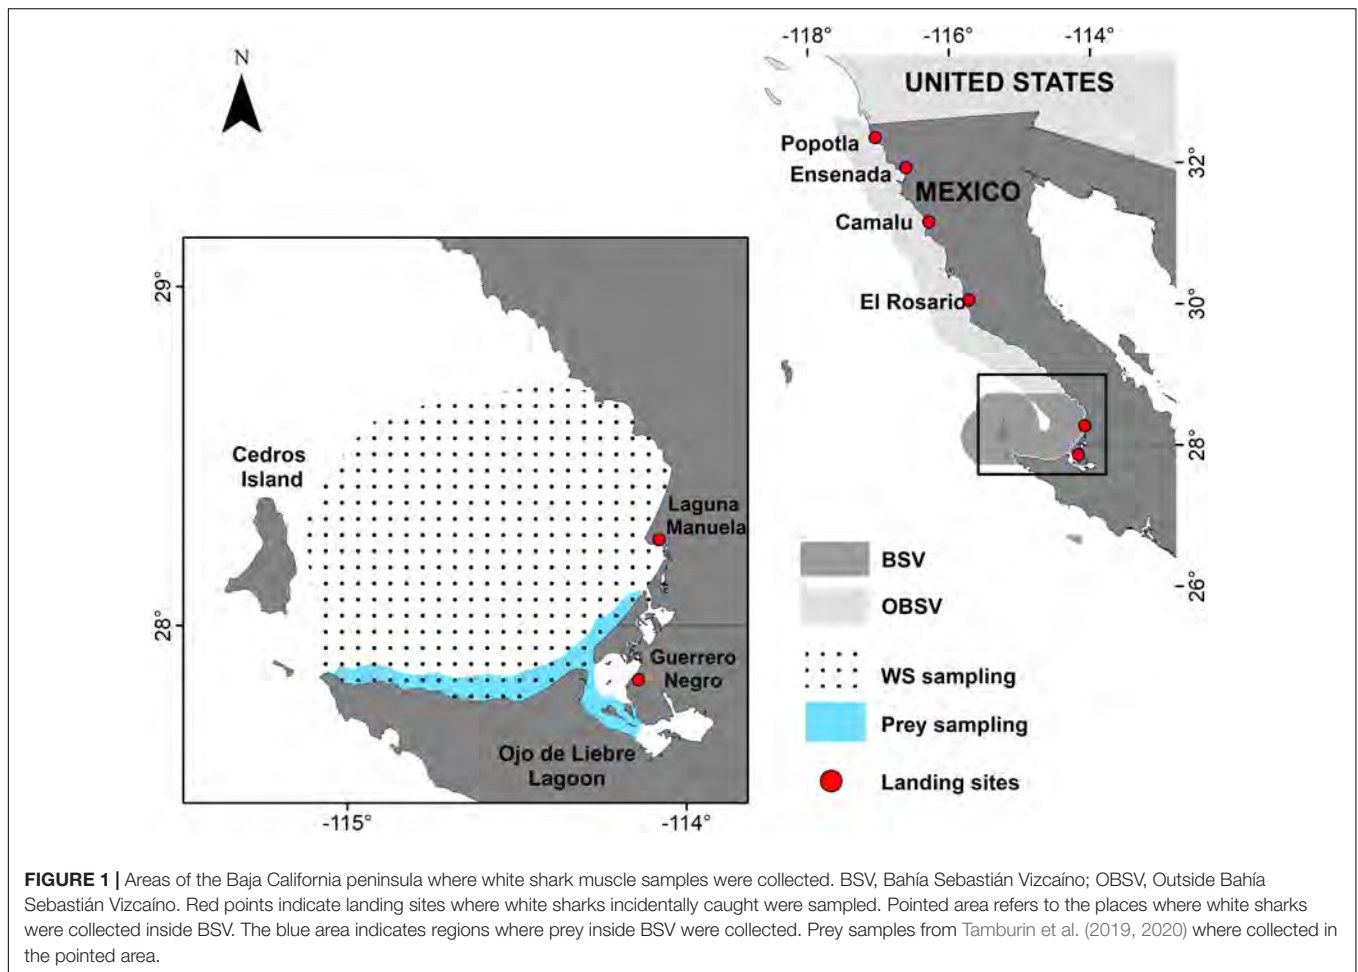 N
-118°
-116°
-114°
UNITED STATES
Popotla
32°
Ensenada
MEXICO
Camalu
El Rosario
30°
28°
26°
29°
Cedros
Island
Laguna
Manuela
28°
Guerrero
Negro
Ojo de Liebre
Lagoon
-115°
-114°
BSV
OBSV
WS sampling
Prey sampling
Landing sites
FIGURE 1 | Areas of the Baja California peninsula where white shark muscle samples were collected. BSV, Bahía Sebastián Vizcaíno; OBSV, Outside Bahía
Sebastián Vizcaíno. Red points indicate landing sites where white sharks incidentally caught were sampled. Pointed area refers to the places where white sharks
were collected inside BSV. The blue area indicates regions where prey inside BSV were collected. Prey samples from Tamburin et al. (2019, 2020) where collected in
the pointed area.